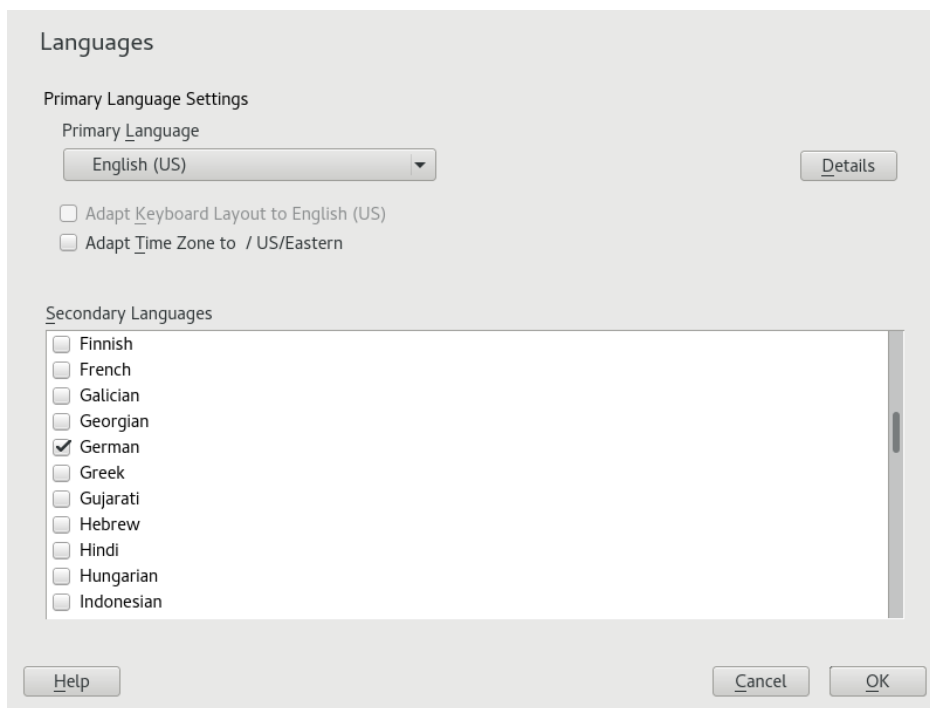 Languages
Primary Language Settings
Primary Language
English (US)
Details
Adapt Keyboard Layout to English (US)
Adapt Time Zone to / US/Eastern
Secondary Languages
Finnish
French
Galician
Georgian
German
Greek
Gujarati
Hebrew
Hindi
Hungarian
Indonesian
Help
Cancel
OK